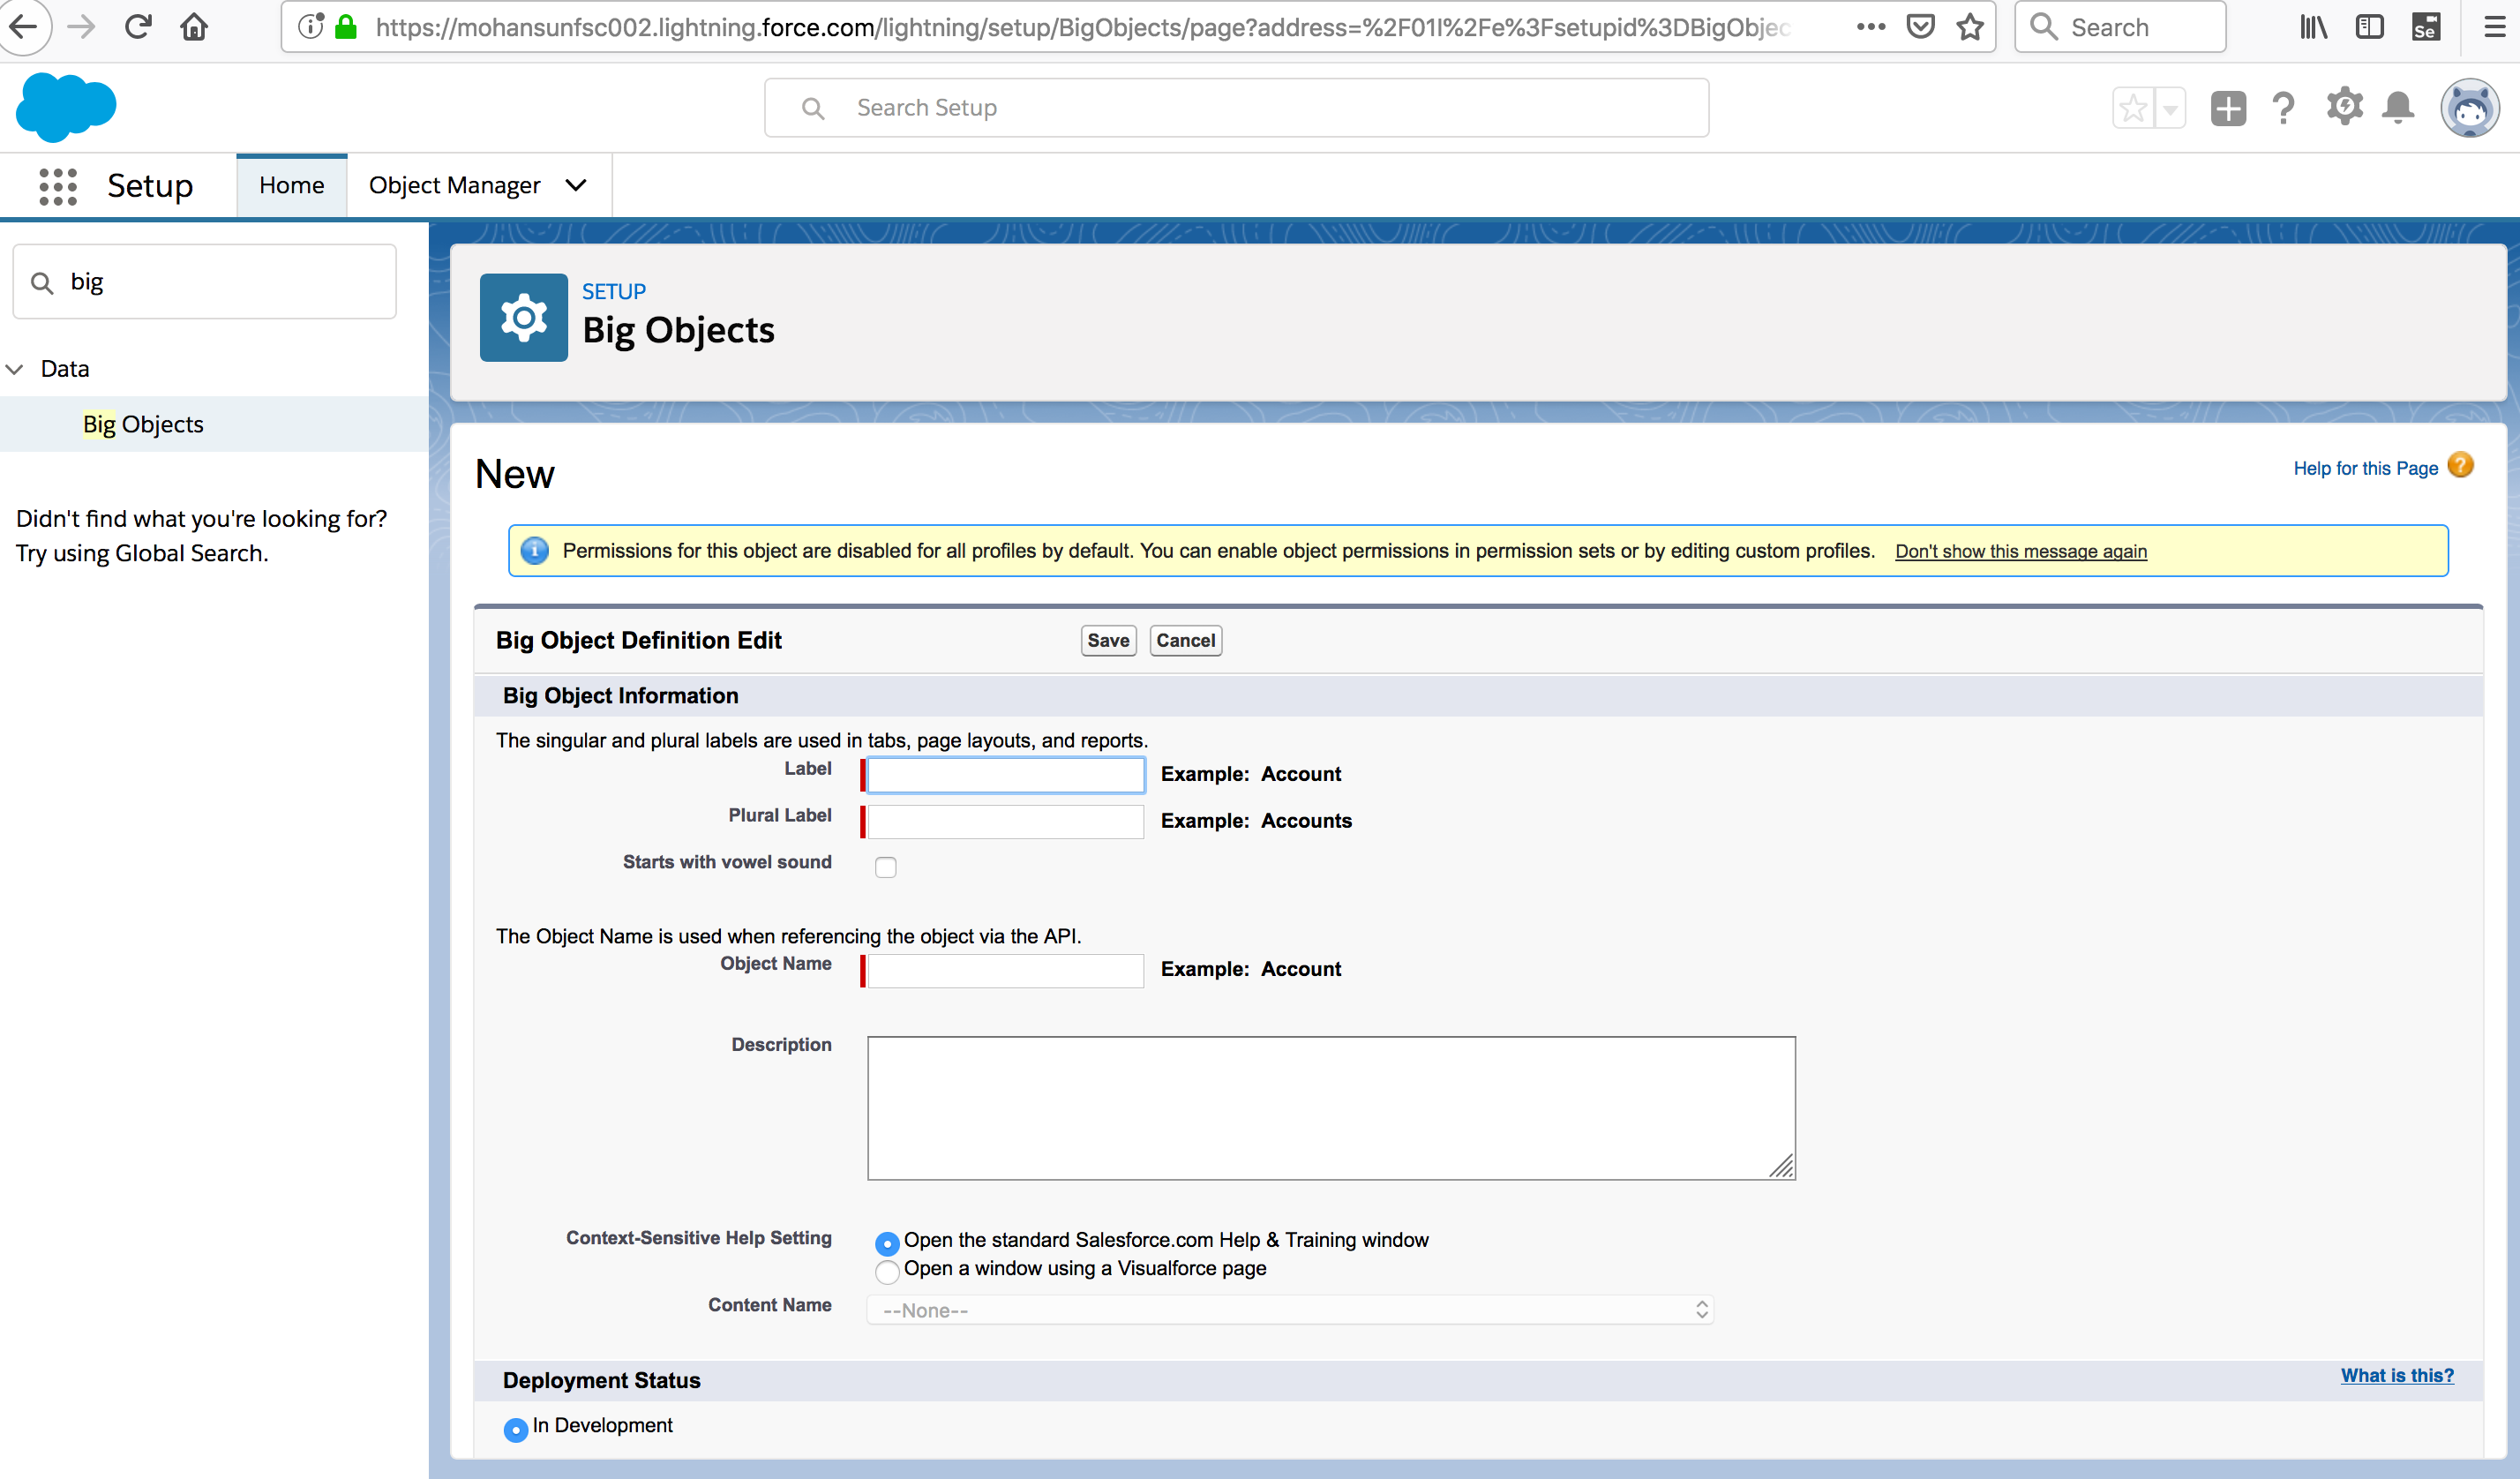 https://mohansunfsc002.lightning.force.com/lightning/setup/BigObjects/page?address=%2F01I%2Fe%3Fsetupid%3DBigObjec
Search
Se
Search Setup
Setup
Home
Object Manager
big
Data
Big Objects
Didn't find what you're looking for?
Try using Global Search.
SETUP
Big Objects
New
Help for this Page ?
Permissions for this object are disabled for all profiles by default. You can enable object permissions in permission sets or by editing custom profiles. Don't show this message again
Big Object Definition Edit Save Cancel
Big Object Information
The singular and plural labels are used in tabs, page layouts, and reports.
Label Example: Account
Plural Label Example: Accounts
Starts with vowel sound
The Object Name is used when referencing the object via the API.
Object Name Example: Account
Description
Context-Sensitive Help Setting Open the standard Salesforce.com Help & Training window
Open a window using a Visualforce page
Content Name --None--
Deployment Status What is this?
In Development